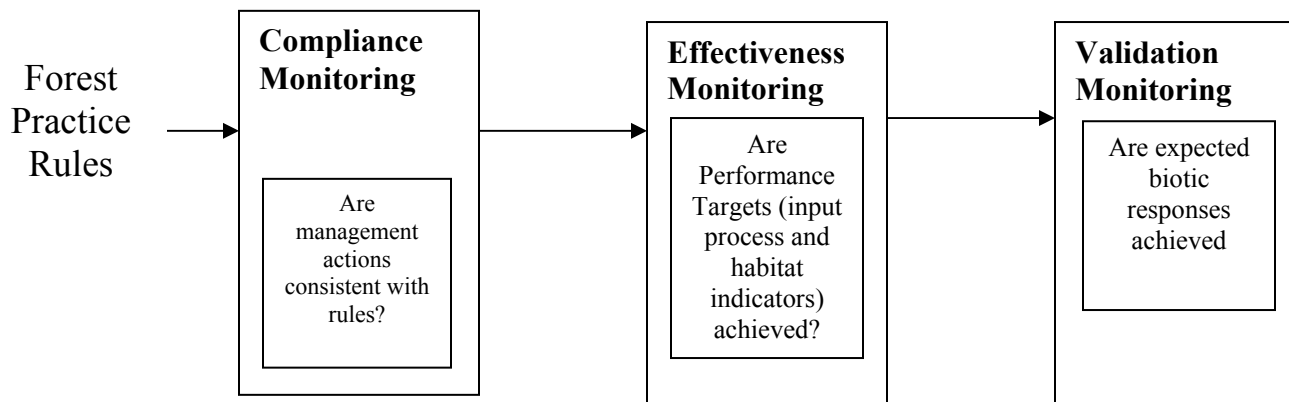 Forest
Practice
Rules
Compliance
Monitoring
Are
management
actions
consistent with
rules?
Effectiveness
Monitoring
Are
Performance
Targets (input
process and
habitat
indicators)
achieved?
Validation
Monitoring
Are expected
biotic
responses
achieved